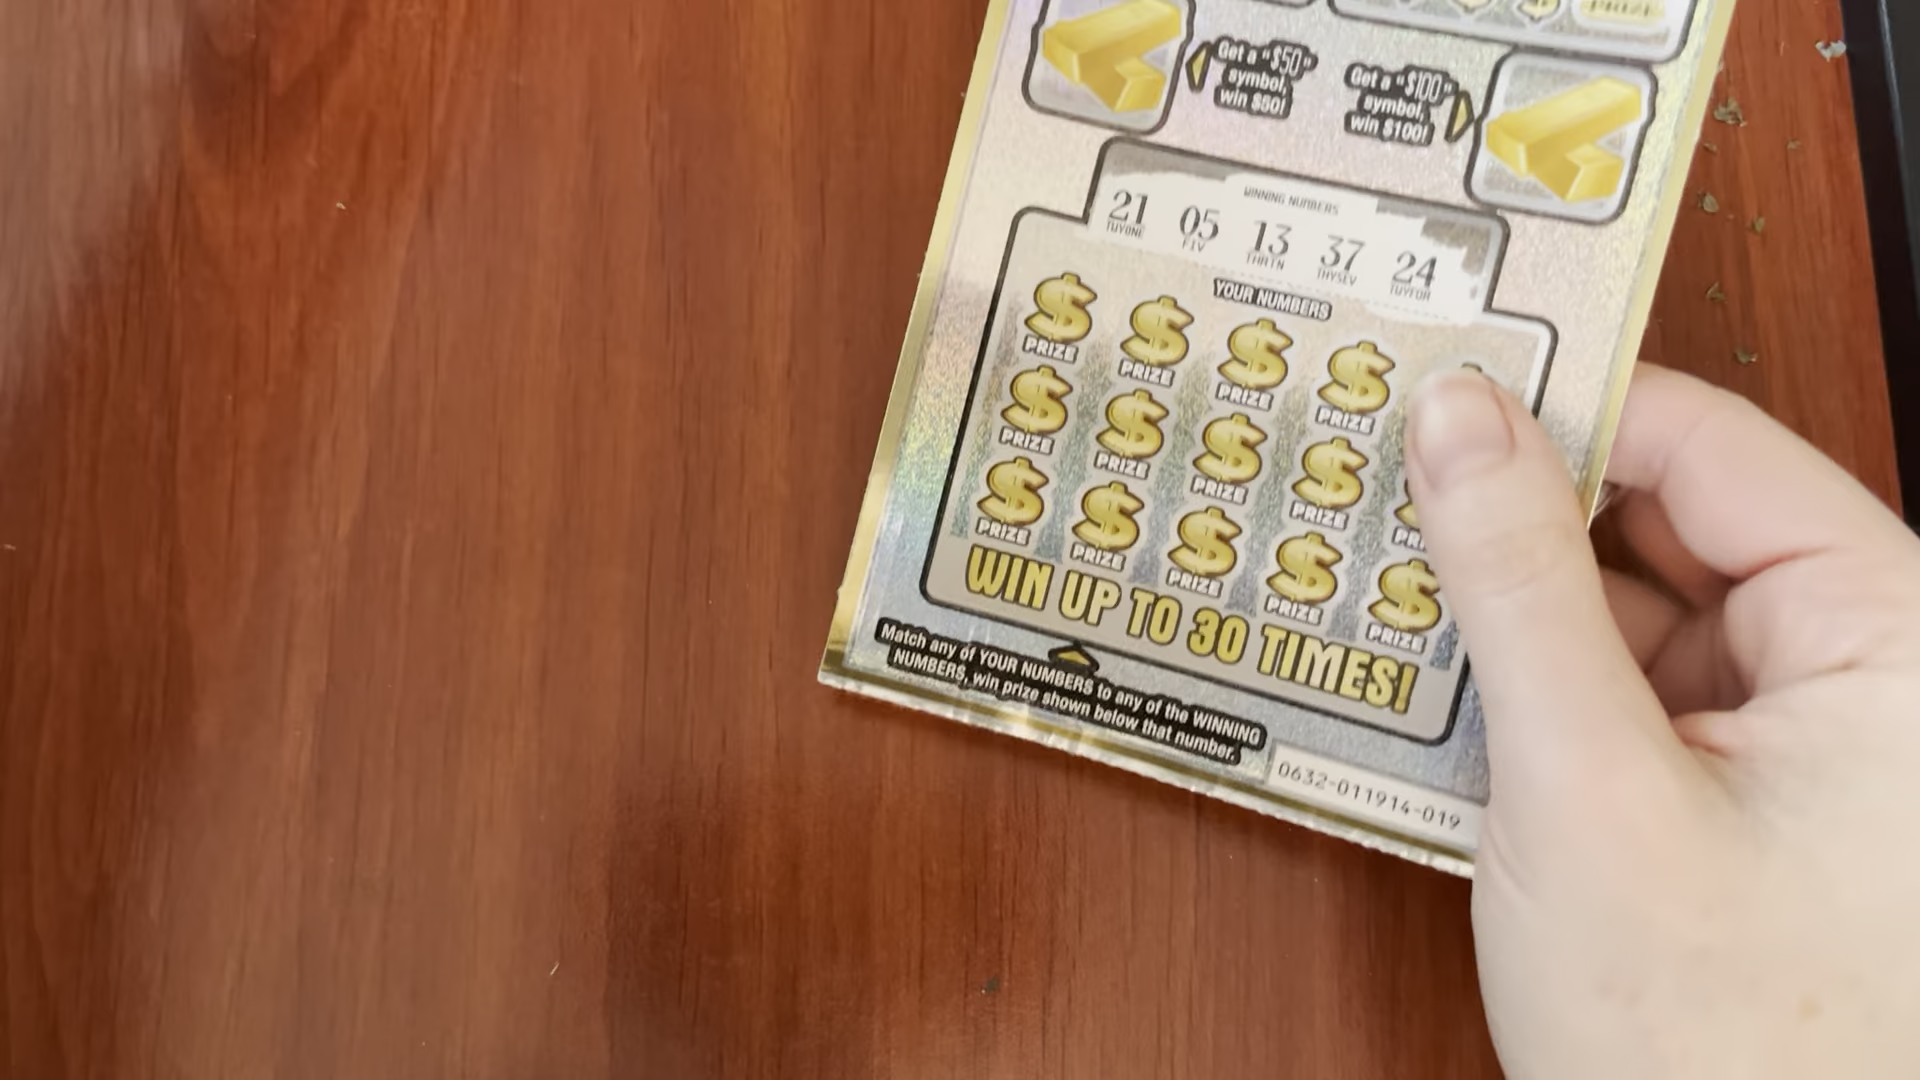 PRIZE
Get a "$50"
symbol,
win $50!
Get a "$100"
symbol,
win $100!
WINNING NUMBERS
21 05 13 37 24
TWYONE FIV THRTN THYSEV TWYFOR
YOUR NUMBERS
$ $ $ $
PRIZE PRIZE PRIZE PRIZE
$ $ $ $
PRIZE PRIZE PRIZE PRIZE
$ $ $ $ $
PRIZE PRIZE PRIZE PRIZE PRIZE
WIN UP TO 30 TIMES!
Match any of YOUR NUMBERS to any of the WINNING
NUMBERS, win prize shown below that number.
0632-011914-019